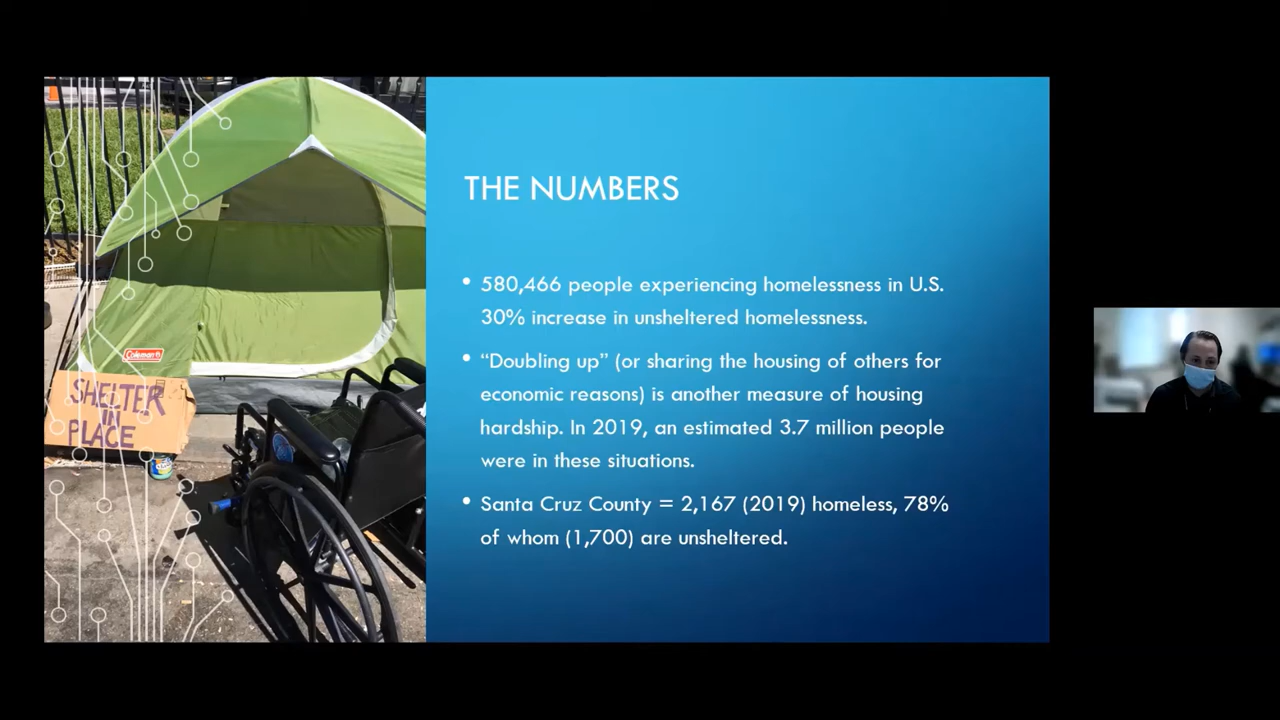 THE NUMBERS
• 580,466 people experiencing homelessness in U.S.
30% increase in unsheltered homelessness.
• “Doubling up” (or sharing the housing of others for
economic reasons) is another measure of housing
hardship. In 2019, an estimated 3.7 million people
were in these situations.
• Santa Cruz County = 2,167 (2019) homeless, 78%
of whom (1,700) are unsheltered.
Coleman
SHELTER
IN
PLACE